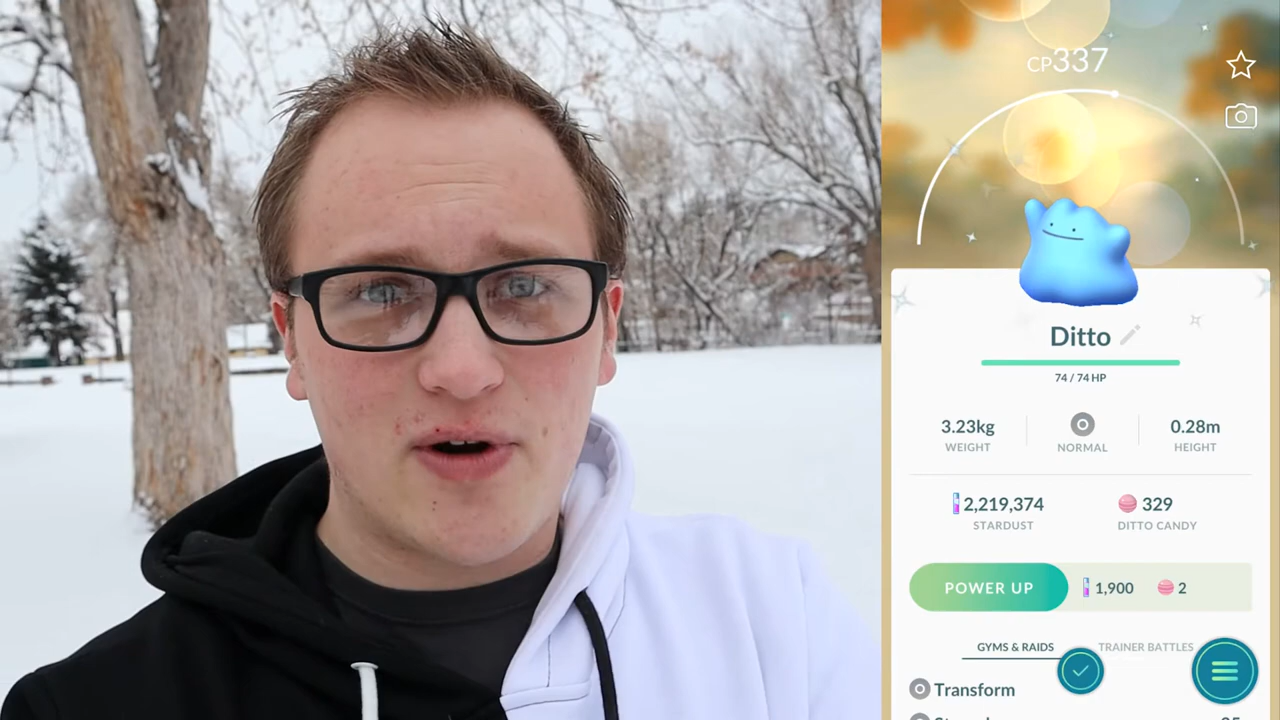 CP337
Ditto
74 / 74 HP
3.23kg
WEIGHT
NORMAL
0.28m
HEIGHT
2,219,374
STARDUST
329
DITTO CANDY
POWER UP
1,900
2
GYMS & RAIDS
TRAINER BATTLES
Transform